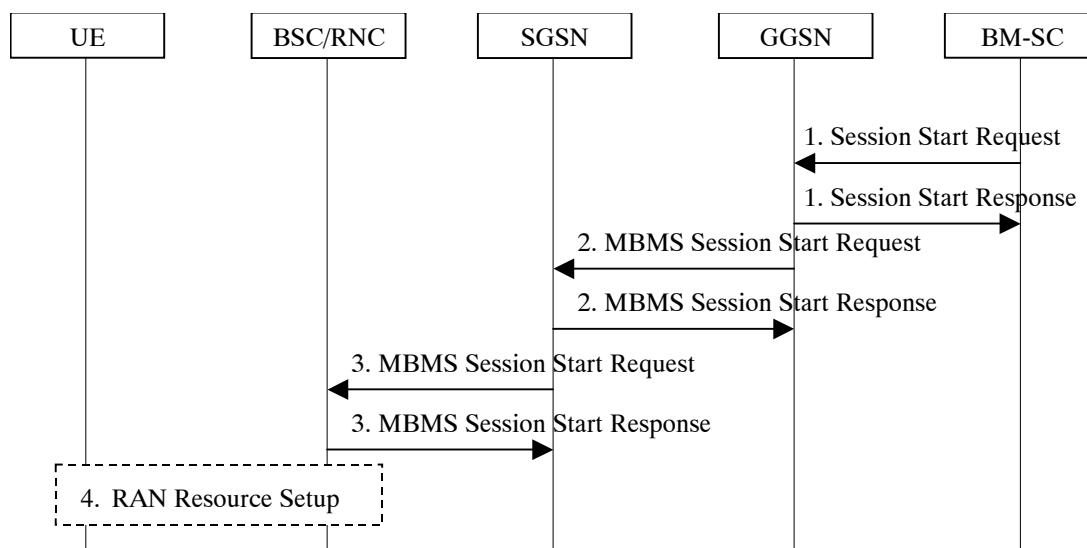 UE
BSC/RNC
SGSN
GGSN
BM-SC
1. Session Start Request
1. Session Start Response
2. MBMS Session Start Request
2. MBMS Session Start Response
3. MBMS Session Start Request
3. MBMS Session Start Response
4. RAN Resource Setup